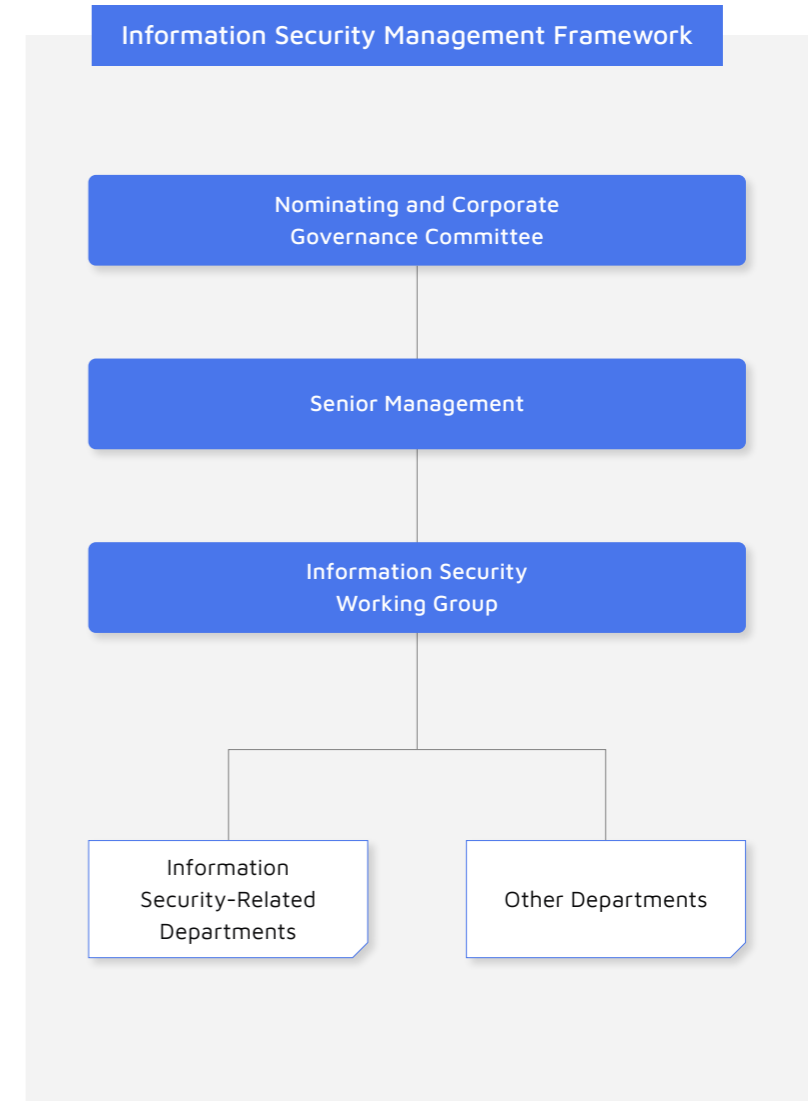 Information Security Management Framework
Nominating and Corporate
Governance Committee
Senior Management
Information Security
Working Group
Information
Security-Related
Departments
Other Departments